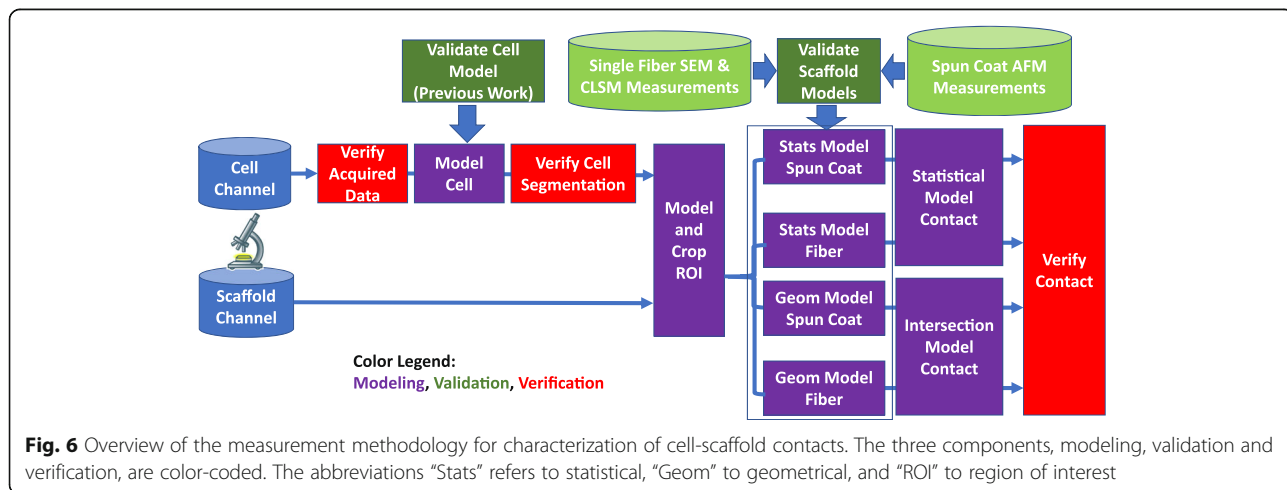 Validate Cell
Model
(Previous Work)
Single Fiber SEM &
CLSM Measurements
Validate
Scaffold
Models
Spun Coat AFM
Measurements
Cell
Channel
Verify
Acquired
Data
Model
Cell
Verify Cell
Segmentation
Model
and
Crop
ROI
Stats Model
Spun Coat
Stats Model
Fiber
Geom Model
Spun Coat
Geom Model
Fiber
Statistical
Model
Contact
Intersection
Model
Contact
Verify
Contact
Scaffold
Channel
Color Legend:
Modeling, Validation, Verification
Fig. 6 Overview of the measurement methodology for characterization of cell-scaffold contacts. The three components, modeling, validation and
verification, are color-coded. The abbreviations “Stats” refers to statistical, “Geom” to geometrical, and “ROI” to region of interest